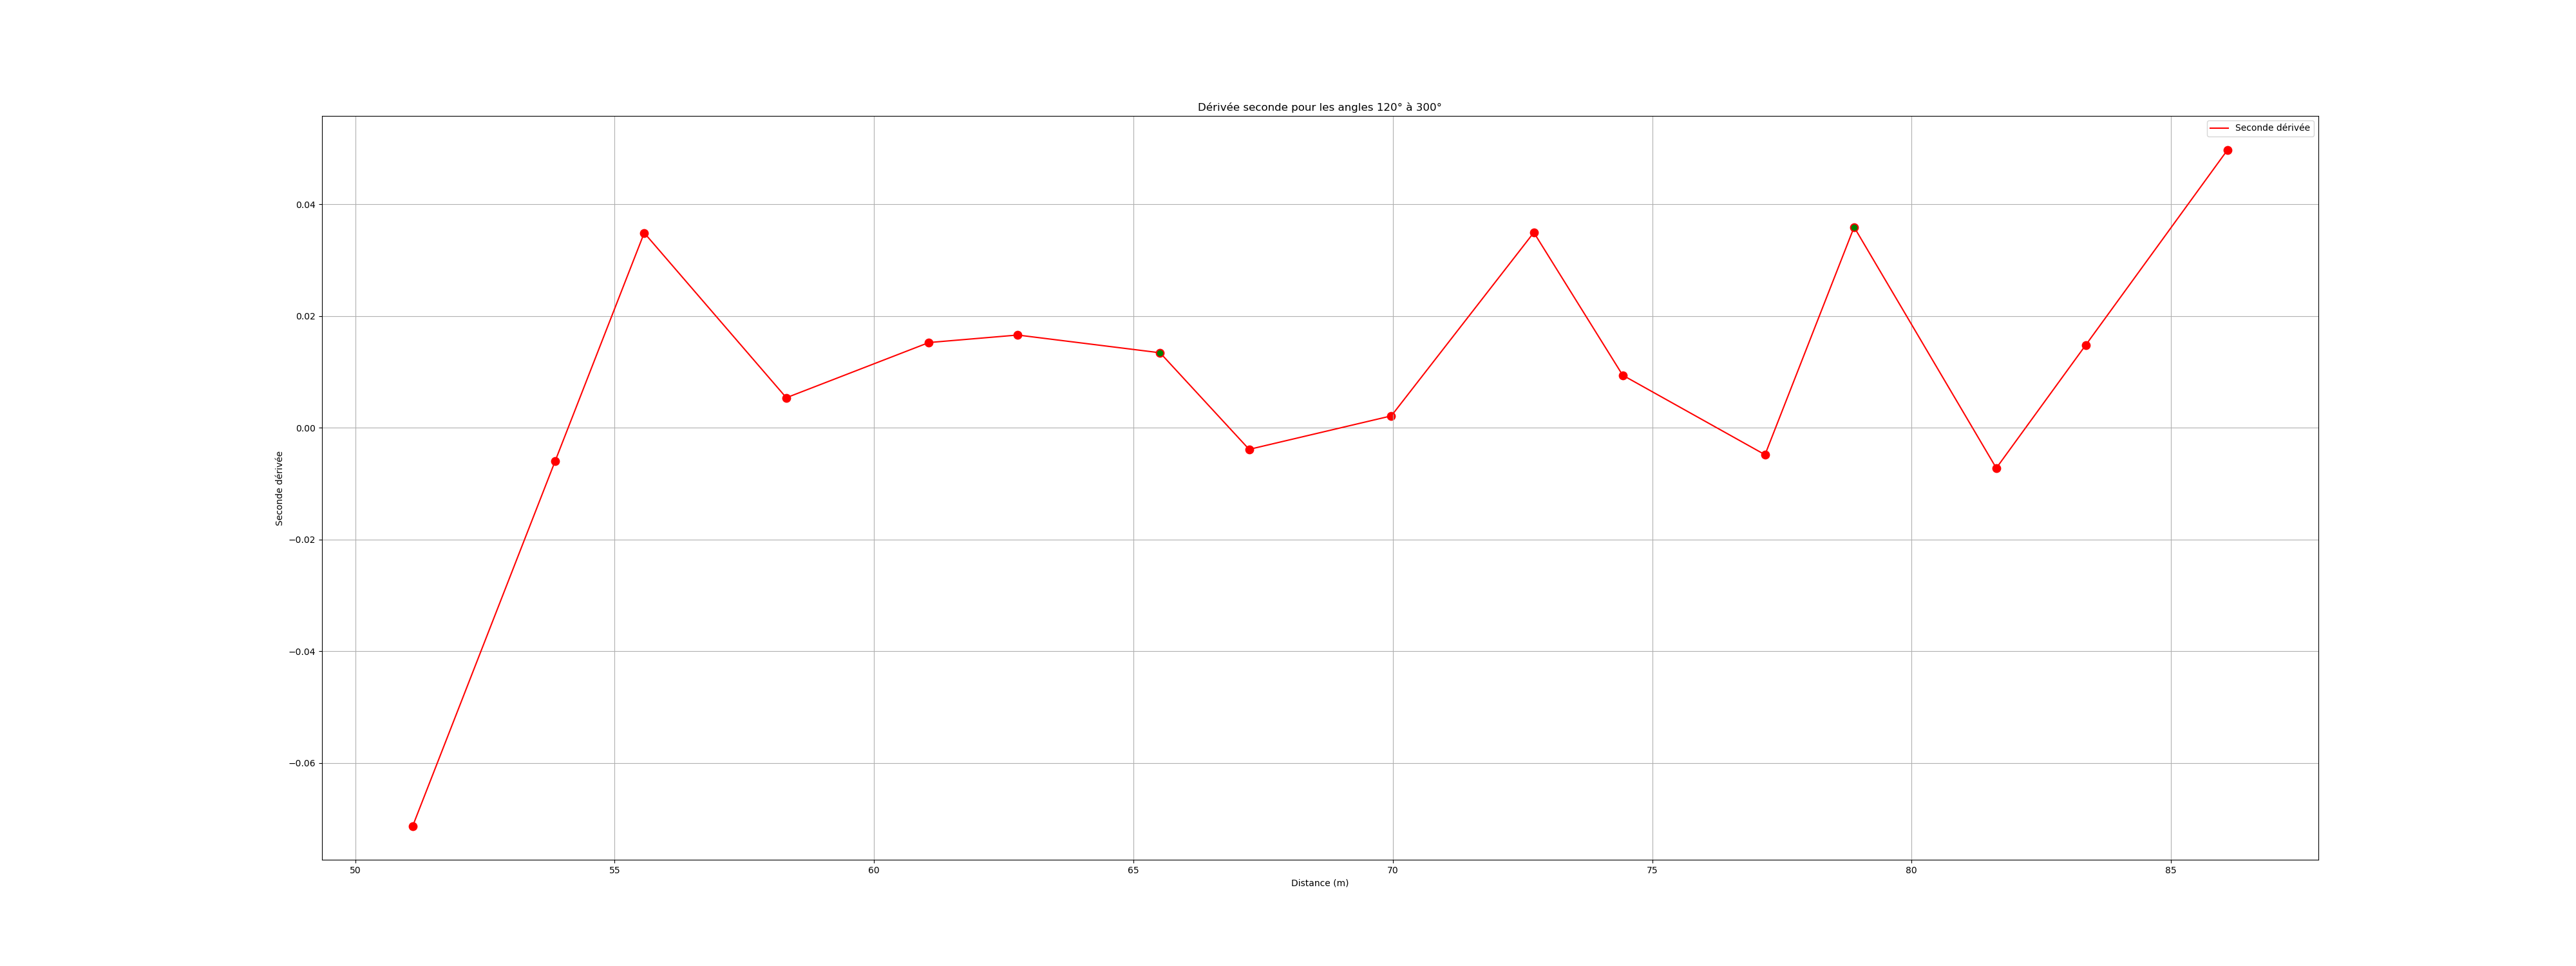 Dérivée seconde pour les angles 120° à 300°
Seconde dérivée
0.04
0.02
0.00
−0.02
−0.04
−0.06
Seconde dérivée
50 55 60 65 70 75 80 85
Distance (m)